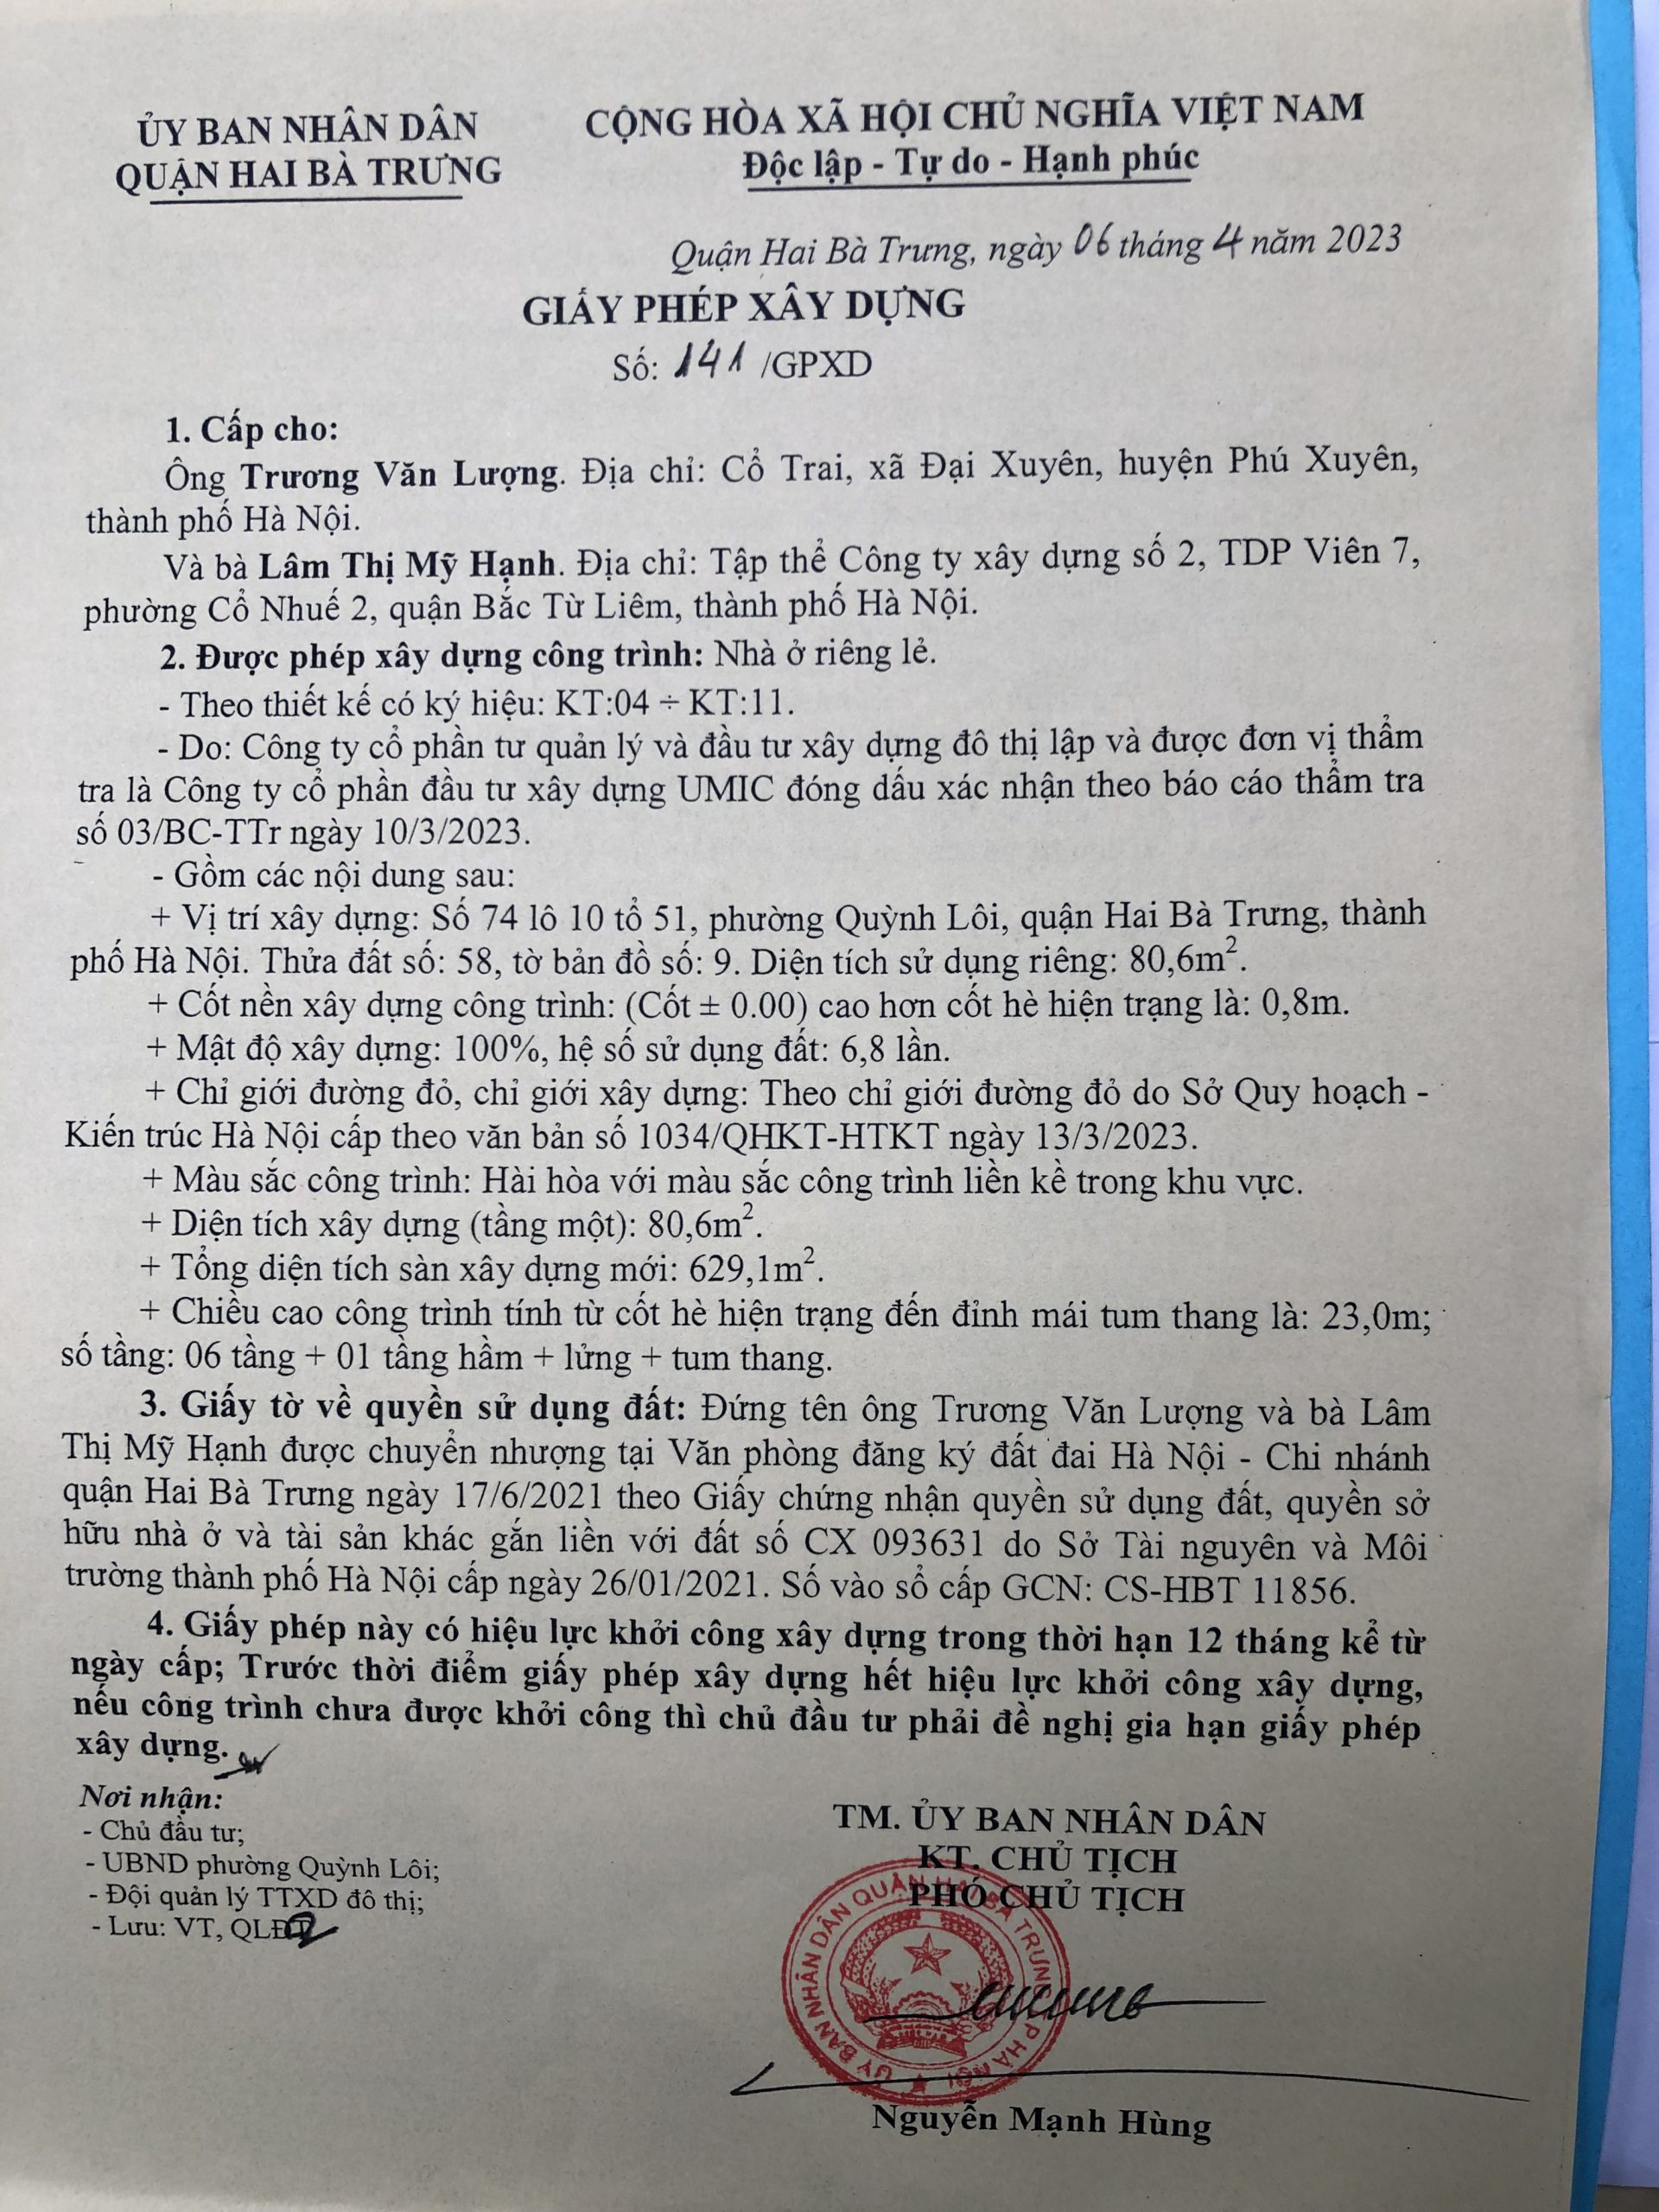 ỦY BAN NHÂN DÂN
QUẬN HAI BÀ TRƯNG
CỘNG HÒA XÃ HỘI CHỦ NGHĨA VIỆT NAM
Độc lập - Tự do - Hạnh phúc
Quận Hai Bà Trưng, ngày 06 tháng 4 năm 2023
GIẤY PHÉP XÂY DỰNG
Số: 141 /GPXD
1. Cấp cho:
Ông Trương Văn Lượng. Địa chỉ: Cổ Trai, xã Đại Xuyên, huyện Phú Xuyên,
thành phố Hà Nội.
Và bà Lâm Thị Mỹ Hạnh. Địa chỉ: Tập thể Công ty xây dựng số 2, TDP Viên 7,
phường Cổ Nhuế 2, quận Bắc Từ Liêm, thành phố Hà Nội.
2. Được phép xây dựng công trình: Nhà ở riêng lẻ.
- Theo thiết kế có ký hiệu: KT:04 ÷ KT:11.
- Do: Công ty cổ phần tư quản lý và đầu tư xây dựng đô thị lập và được đơn vị thẩm
tra là Công ty cổ phần đầu tư xây dựng UMIC đóng dấu xác nhận theo báo cáo thẩm tra
số 03/BC-TTr ngày 10/3/2023.
- Gồm các nội dung sau:
+ Vị trí xây dựng: Số 74 lô 10 tổ 51, phường Quỳnh Lôi, quận Hai Bà Trưng, thành
phố Hà Nội. Thửa đất số: 58, tờ bản đồ số: 9. Diện tích sử dụng riêng: 80,6m².
+ Cốt nền xây dựng công trình: (Cốt ± 0.00) cao hơn cốt hè hiện trạng là: 0,8m.
+ Mật độ xây dựng: 100%, hệ số sử dụng đất: 6,8 lần.
+ Chỉ giới đường đỏ, chỉ giới xây dựng: Theo chỉ giới đường đỏ do Sở Quy hoạch -
Kiến trúc Hà Nội cấp theo văn bản số 1034/QHKT-HTKT ngày 13/3/2023.
+ Màu sắc công trình: Hài hòa với màu sắc công trình liền kề trong khu vực.
+ Diện tích xây dựng (tầng một): 80,6m².
+ Tổng diện tích sàn xây dựng mới: 629,1m².
+ Chiều cao công trình tính từ cốt hè hiện trạng đến đỉnh mái tum thang là: 23,0m;
số tầng: 06 tầng + 01 tầng hầm + lửng + tum thang.
3. Giấy tờ về quyền sử dụng đất: Đứng tên ông Trương Văn Lượng và bà Lâm
Thị Mỹ Hạnh được chuyển nhượng tại Văn phòng đăng ký đất đai Hà Nội - Chi nhánh
quận Hai Bà Trưng ngày 17/6/2021 theo Giấy chứng nhận quyền sử dụng đất, quyền sở
hữu nhà ở và tài sản khác gắn liền với đất số CX 093631 do Sở Tài nguyên và Môi
trường thành phố Hà Nội cấp ngày 26/01/2021. Số vào sổ cấp GCN: CS-HBT 11856.
4. Giấy phép này có hiệu lực khởi công xây dựng trong thời hạn 12 tháng kể từ
ngày cấp; Trước thời điểm giấy phép xây dựng hết hiệu lực khởi công xây dựng,
nếu công trình chưa được khởi công thì chủ đầu tư phải đề nghị gia hạn giấy phép
xây dựng.
Nơi nhận:
- Chủ đầu tư;
- UBND phường Quỳnh Lôi;
- Đội quản lý TTXD đô thị;
- Lưu: VT, QLĐT
TM. ỦY BAN NHÂN DÂN
KT. CHỦ TỊCH
PHÓ CHỦ TỊCH
ỦY BAN NHÂN DÂN QUẬN HAI BÀ TRƯNG
TP HÀ NỘI
Nguyễn Mạnh Hùng